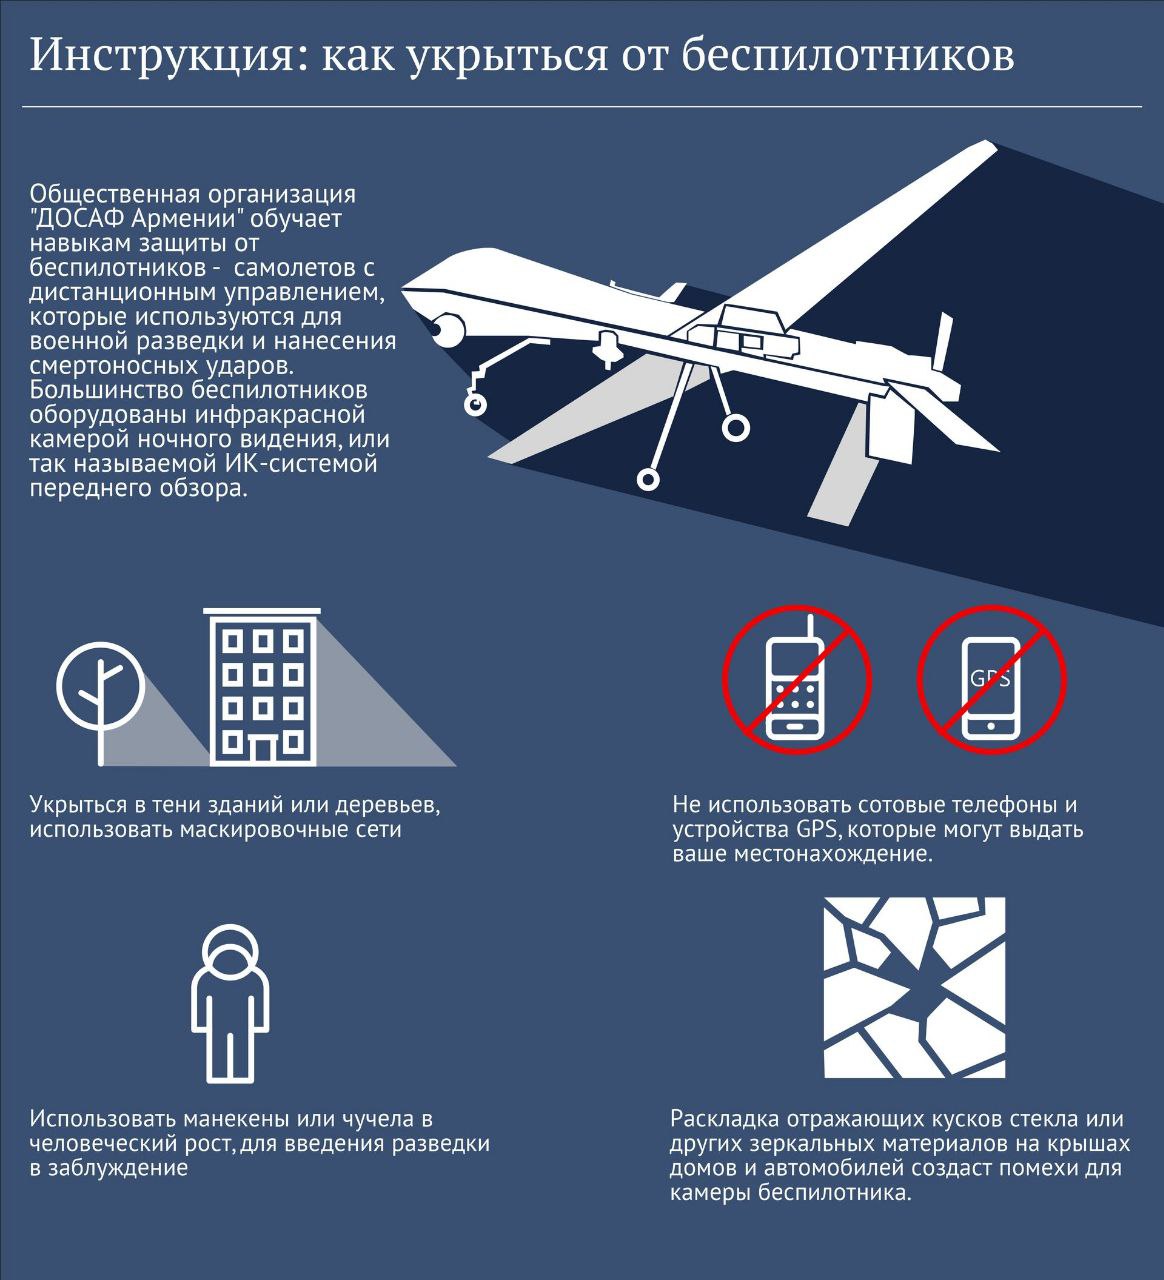 Инструкция: как укрыться от беспилотников
Общественная организация
"ДОСАФ Армении" обучает
навыкам защиты от
беспилотников -  самолетов с
дистанционным управлением,
которые используются для
военной разведки и нанесения
смертоносных ударов.
Большинство беспилотников
оборудованы инфракрасной
камерой ночного видения, или
так называемой ИК-системой
переднего обзора.
GPS
Укрыться в тени зданий или деревьев,
использовать маскировочные сети
Не использовать сотовые телефоны и
устройства GPS, которые могут выдать
ваше местонахождение.
Использовать манекены или чучела в
человеческий рост, для введения разведки
в заблуждение
Раскладка отражающих кусков стекла или
других зеркальных материалов на крышах
домов и автомобилей создаст помехи для
камеры беспилотника.